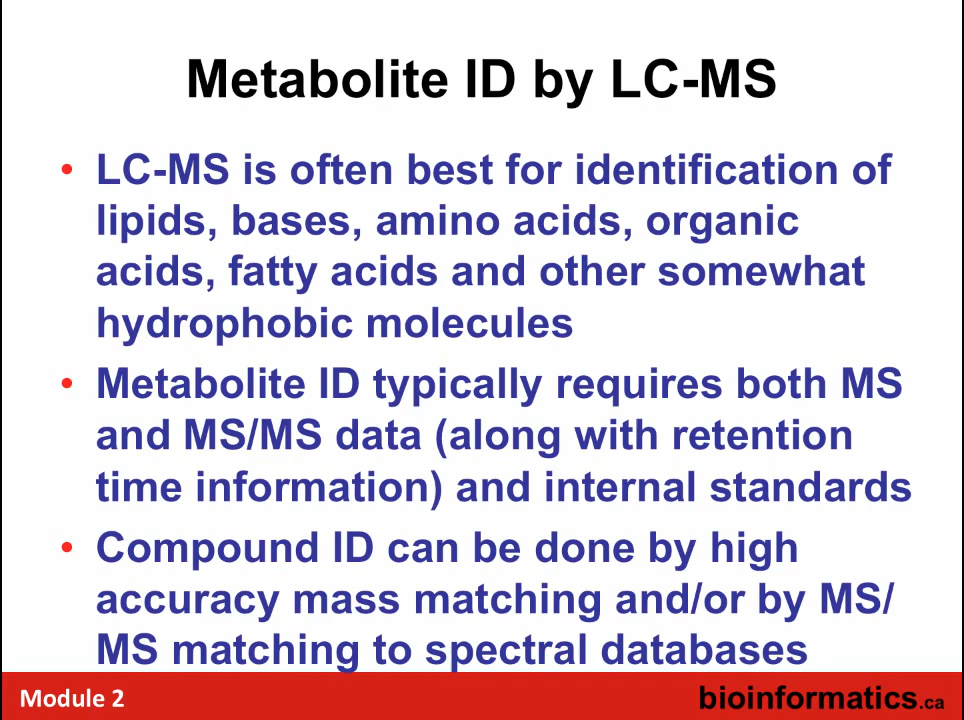 Metabolite ID by LC-MS
• LC-MS is often best for identification of
lipids, bases, amino acids, organic
acids, fatty acids and other somewhat
hydrophobic molecules
• Metabolite ID typically requires both MS
and MS/MS data (along with retention
time information) and internal standards
• Compound ID can be done by high
accuracy mass matching and/or by MS/
MS matching to spectral databases
Module 2
bioinformatics.ca